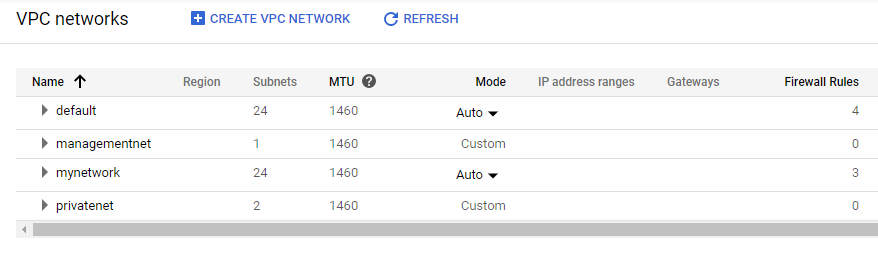 VPC networks CREATE VPC NETWORK REFRESH
Name Region Subnets MTU ? Mode IP address ranges Gateways Firewall Rules
default 24 1460 Auto 4
managementnet 1 1460 Custom 0
mynetwork 24 1460 Auto 3
privatenet 2 1460 Custom 0